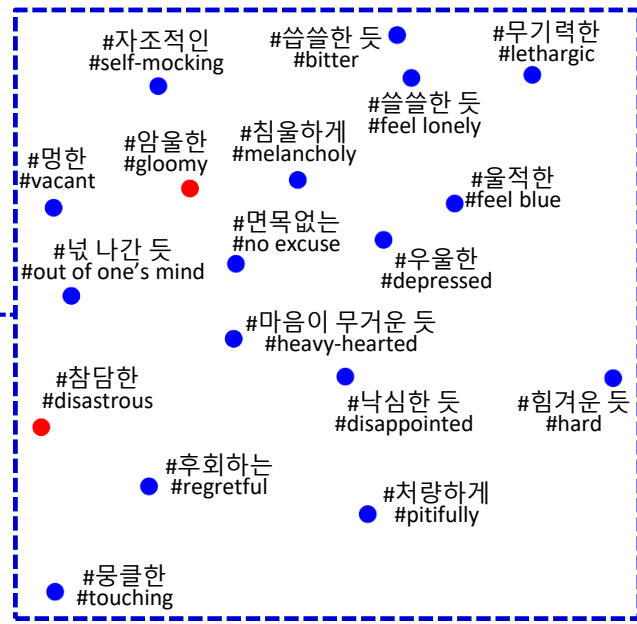 #자조적인
#self-mocking
#씁쓸한 듯
#bitter
#무기력한
#lethargic
#쓸쓸한 듯
#feel lonely
#암울한
#gloomy
#침울하게
#melancholy
#멍한
#vacant
#울적한
#feel blue
#면목없는
#no excuse
#넋 나간 듯
#out of one's mind
#우울한
#depressed
#마음이 무거운 듯
#heavy-hearted
#참담한
#disastrous
#낙심한 듯
#disappointed
#힘겨운 듯
#hard
#후회하는
#regretful
#처량하게
#pitifully
#뭉클한
#touching